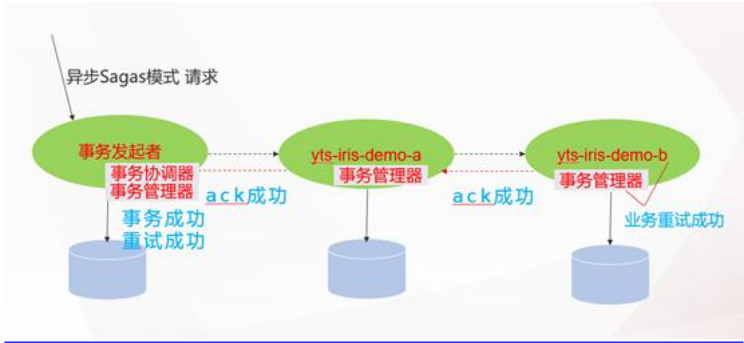 异步Sagas模式 请求
事务发起者
事务协调器
事务管理器
ack成功
事务成功
重试成功
yts-iris-demo-a
事务管理器
ack成功
yts-iris-demo-b
事务管理器
业务重试成功